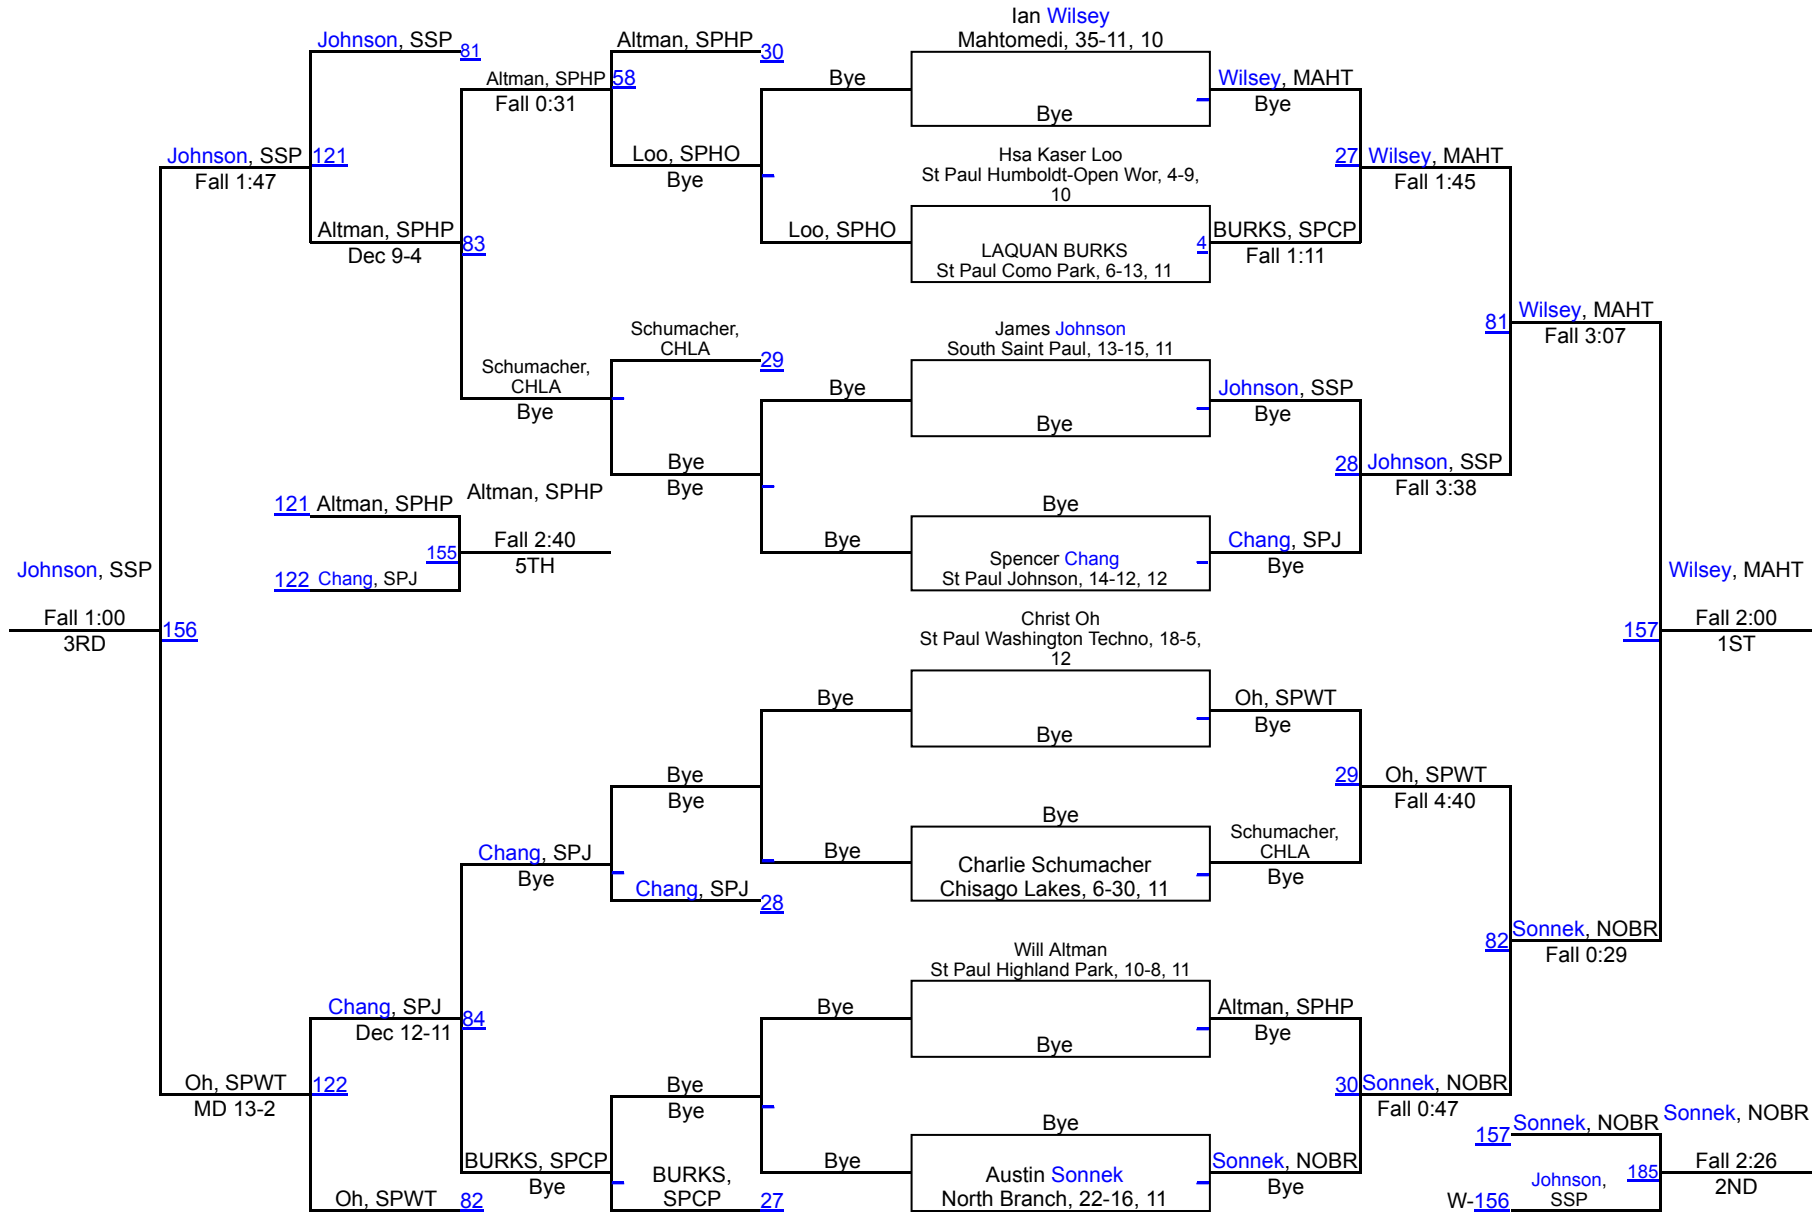 Ian Wilsey
Mahtomedi, 35-11, 10
Bye
Hsa Kaser Loo
St Paul Humboldt-Open Wor, 4-9,
10
LAQUAN BURKS
St Paul Como Park, 6-13, 11
4
James Johnson
South Saint Paul, 13-15, 11
Bye
Bye
Spencer Chang
St Paul Johnson, 14-12, 12
Christ Oh
St Paul Washington Techno, 18-5,
12
Bye
Bye
Charlie Schumacher
Chisago Lakes, 6-30, 11
Will Altman
St Paul Highland Park, 10-8, 11
Bye
Bye
Austin Sonnek
North Branch, 22-16, 11
Wilsey, MAHT
Bye
27
BURKS, SPCP
Fall 1:11
Johnson, SSP
Bye
28
Chang, SPJ
Bye
Oh, SPWT
Bye
29
Schumacher,
CHLA
Bye
Altman, SPHP
Bye
30
Sonnek, NOBR
Bye
Wilsey, MAHT
Fall 1:45
81
Johnson, SSP
Fall 3:38
Oh, SPWT
Fall 4:40
82
Sonnek, NOBR
Fall 0:47
Wilsey, MAHT
Fall 3:07
157
Sonnek, NOBR
Fall 0:29
Wilsey, MAHT
Fall 2:00
1ST
157
Sonnek, NOBR
Sonnek, NOBR
185
Fall 2:26
2ND
W-156
Johnson,
SSP
Bye
Loo, SPHO
Bye
Bye
Bye
Bye
Bye
Bye
Altman, SPHP
30
Loo, SPHO
Bye
Schumacher,
CHLA
29
Bye
Bye
Bye
Bye
Chang, SPJ
28
Bye
Bye
BURKS,
SPCP
27
Altman, SPHP
58
Fall 0:31
Schumacher,
CHLA
Bye
Chang, SPJ
Bye
BURKS, SPCP
Bye
Johnson, SSP
81
Altman, SPHP
83
Dec 9-4
Chang, SPJ
84
Dec 12-11
Oh, SPWT
82
121
Altman, SPHP
Altman, SPHP
155
Fall 2:40
5TH
122
Chang, SPJ
Johnson, SSP
121
Fall 1:47
Oh, SPWT
122
MD 13-2
Johnson, SSP
Fall 1:00
156
3RD